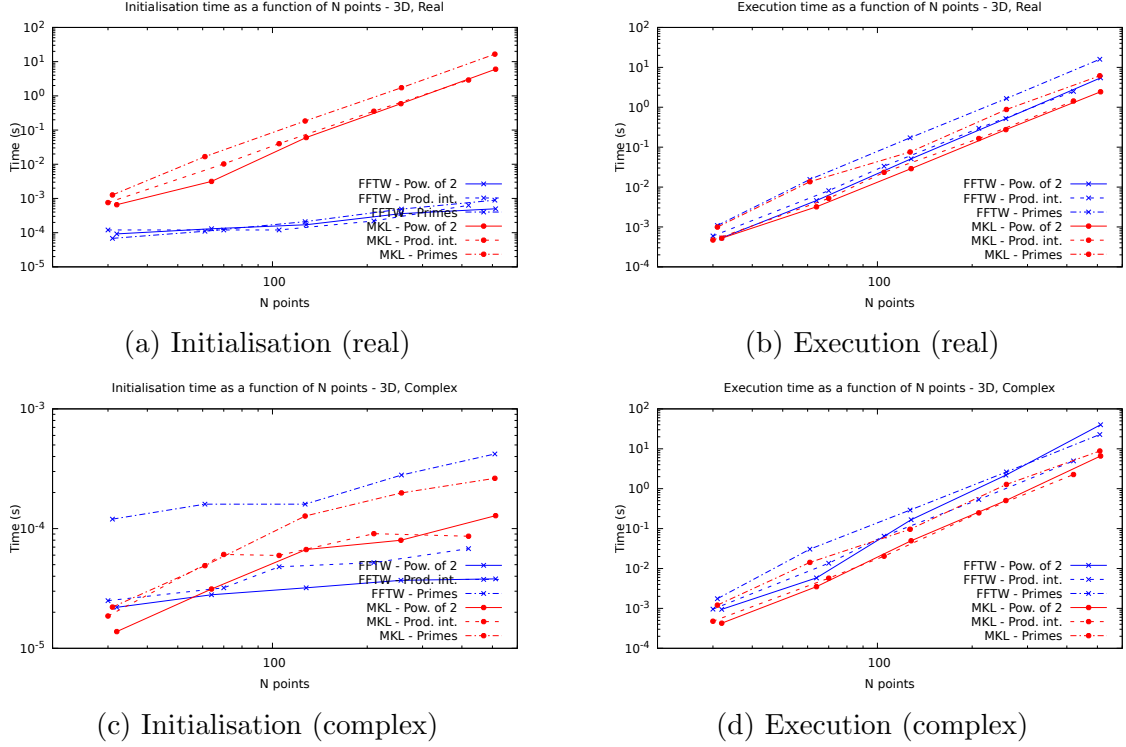 Initialisation time as a function of N points - 3D, Real
10^2
10^1
10^0
10^-1
10^-2
10^-3
10^-4
10^-5
Time (s)
FFTW - Pow. of 2
FFTW - Prod. int.
FFTW - Primes
MKL - Pow. of 2
MKL - Prod. int.
MKL - Primes
100
N points
(a) Initialisation (real)
Execution time as a function of N points - 3D, Real
10^2
10^1
10^0
10^-1
10^-2
10^-3
10^-4
Time (s)
FFTW - Pow. of 2
FFTW - Prod. int.
FFTW - Primes
MKL - Pow. of 2
MKL - Prod. int.
MKL - Primes
100
N points
(b) Execution (real)
Initialisation time as a function of N points - 3D, Complex
10^-3
10^-4
10^-5
Time (s)
FFTW - Pow. of 2
FFTW - Prod. int.
FFTW - Primes
MKL - Pow. of 2
MKL - Prod. int.
MKL - Primes
100
N points
(c) Initialisation (complex)
Execution time as a function of N points - 3D, Complex
10^2
10^1
10^0
10^-1
10^-2
10^-3
10^-4
Time (s)
FFTW - Pow. of 2
FFTW - Prod. int.
FFTW - Primes
MKL - Pow. of 2
MKL - Prod. int.
MKL - Primes
100
N points
(d) Execution (complex)